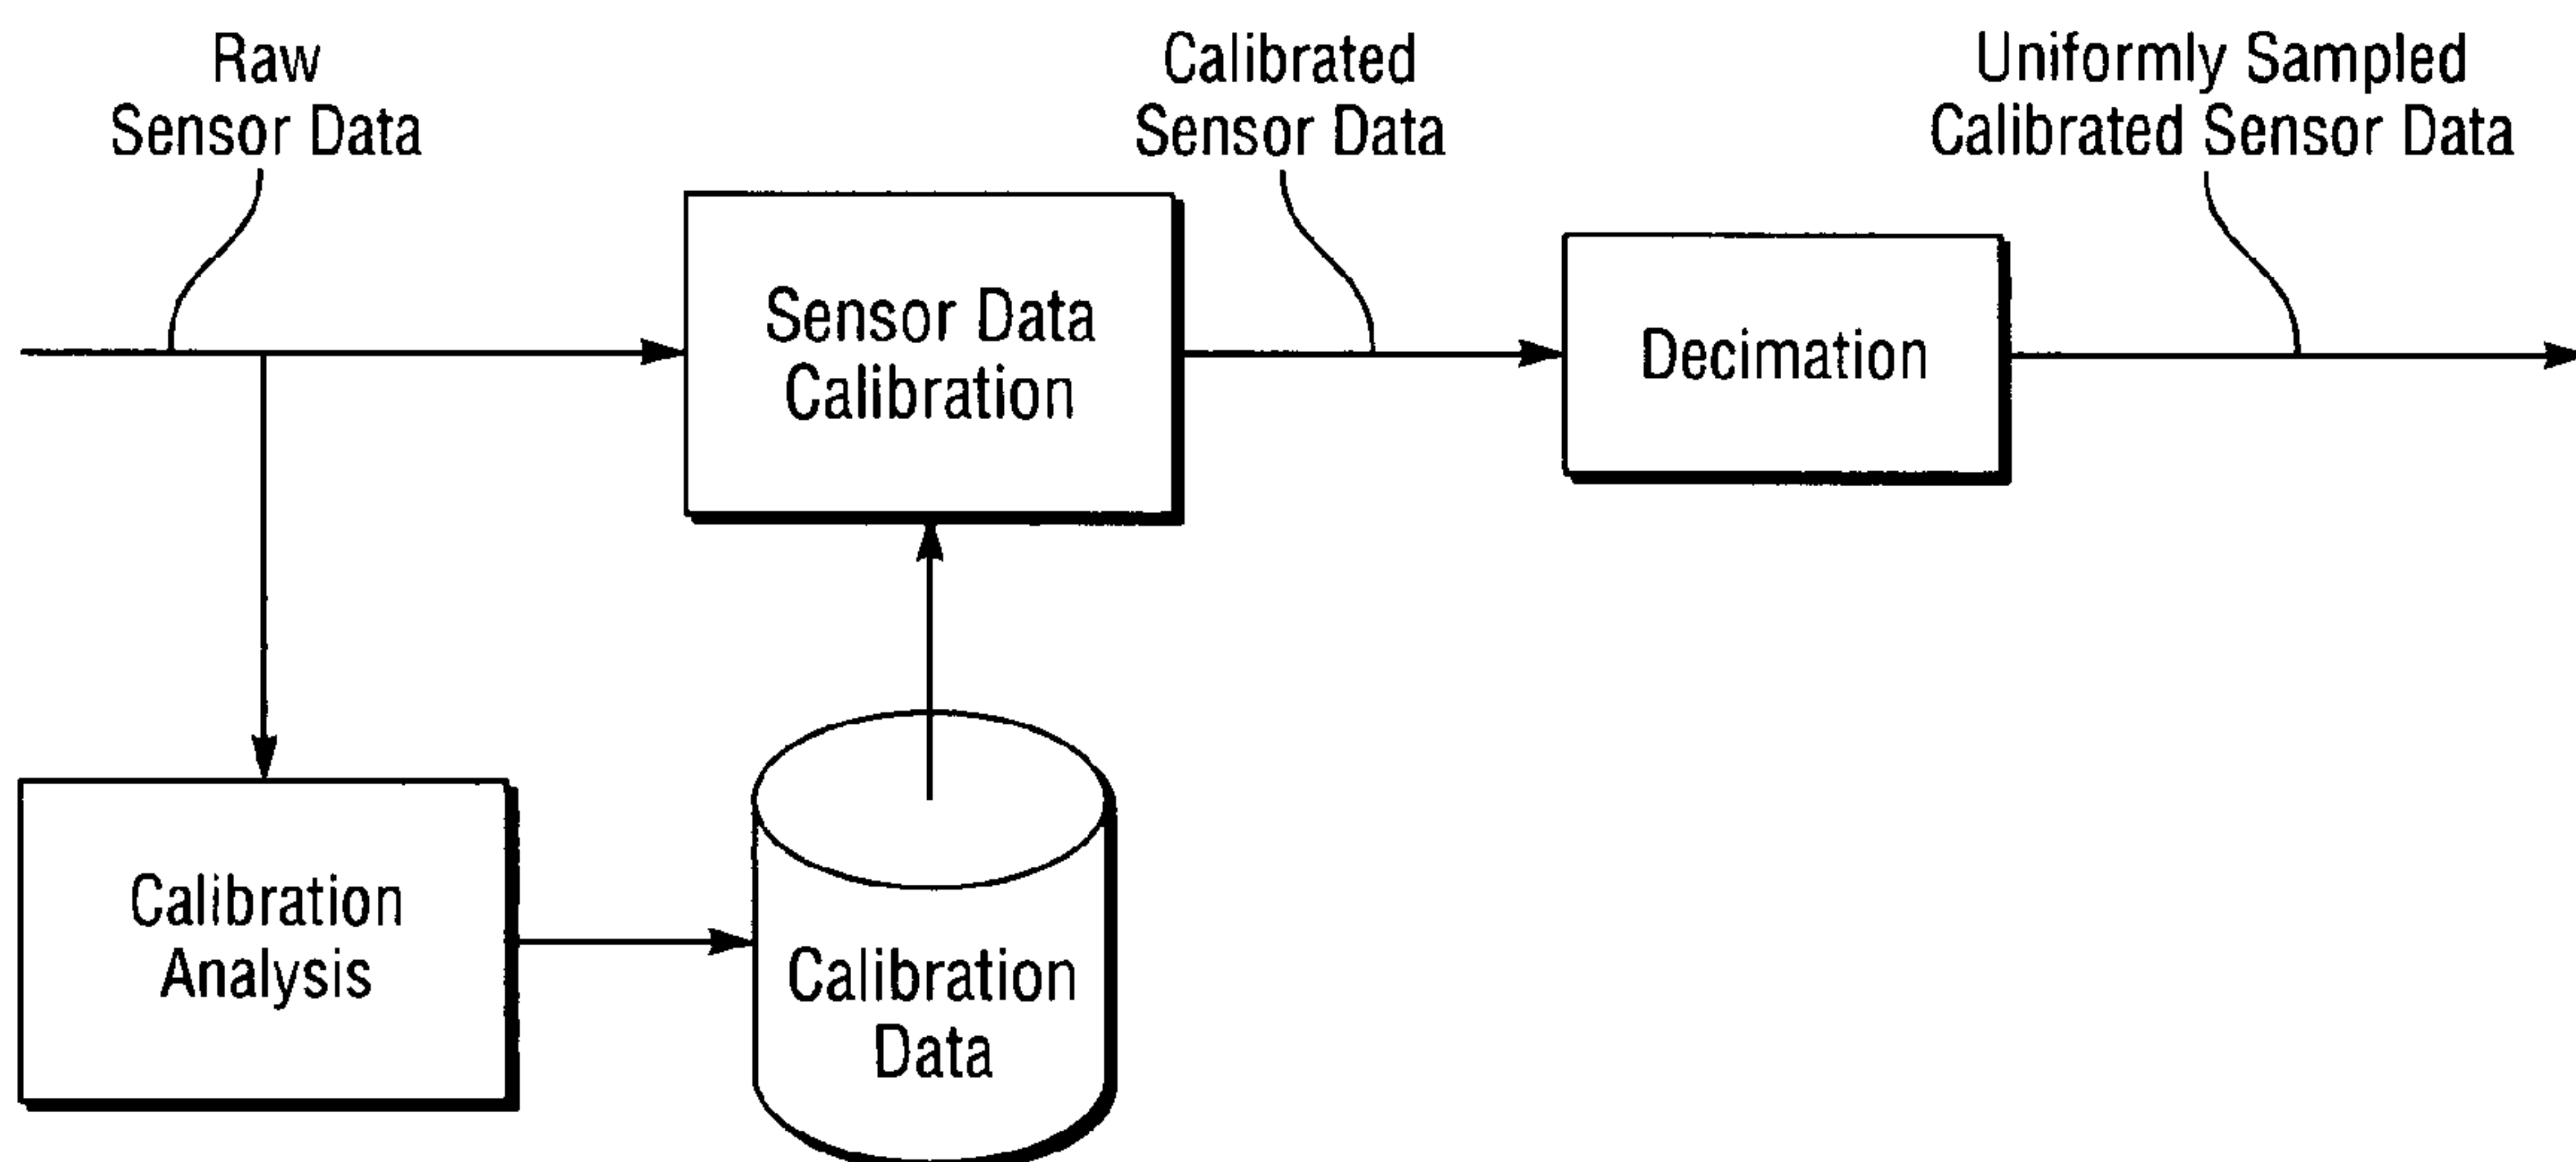 Raw
Sensor Data
Calibrated
Sensor Data
Uniformly Sampled
Calibrated Sensor Data
Sensor Data
Calibration
Decimation
Calibration
Analysis
Calibration
Data